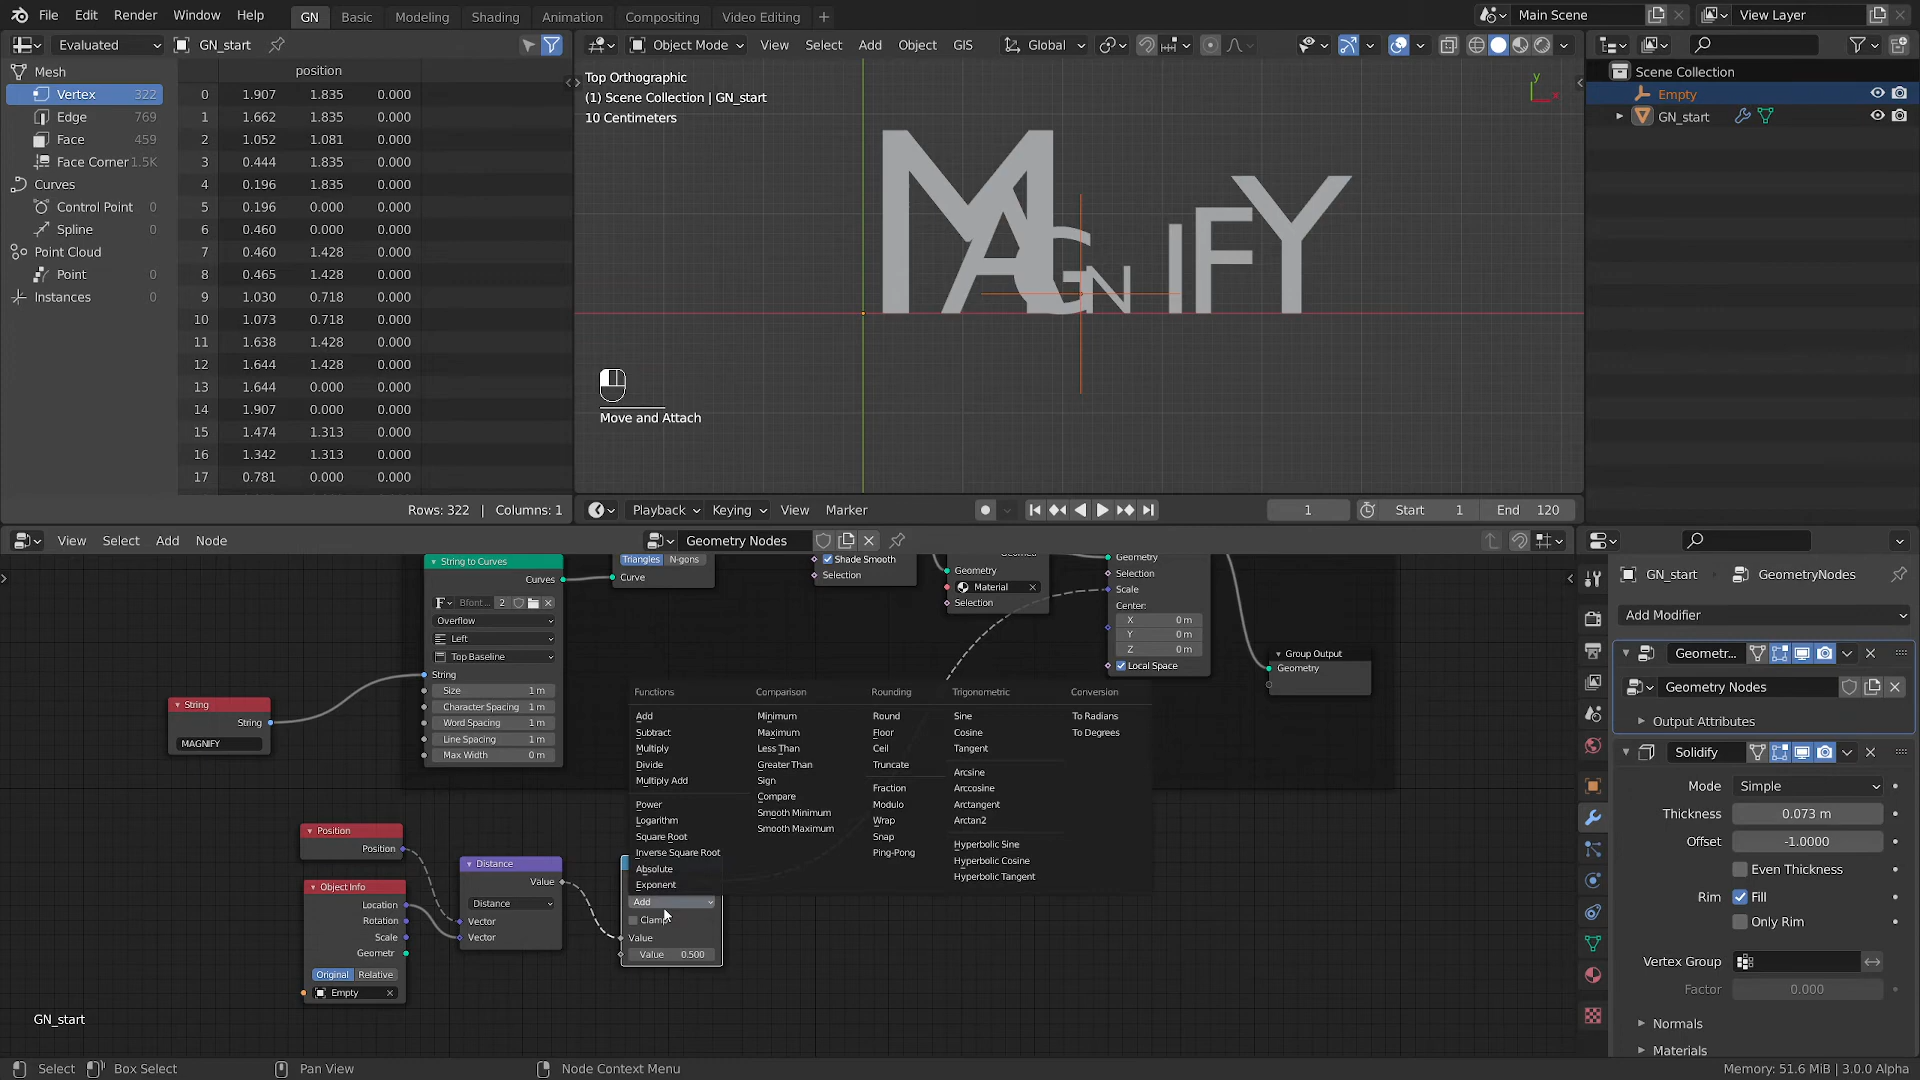 File Edit Render Window Help GN Basic Modeling Shading Animation Compositing Video Editing + Main Scene View Layer
Evaluated GN_start
Mesh
Vertex 322
Edge 769
Face 459
Face Corner 1.5K
Curves
Control Point 0
Spline 0
Point Cloud
Point 0
Instances 0
position
0 1.907 1.835 0.000
1 1.662 1.835 0.000
2 1.052 1.081 0.000
3 0.444 1.835 0.000
4 0.196 1.835 0.000
5 0.196 0.000 0.000
6 0.460 0.000 0.000
7 0.460 1.428 0.000
8 0.465 1.428 0.000
9 1.030 0.718 0.000
10 1.073 0.718 0.000
11 1.638 1.428 0.000
12 1.644 1.428 0.000
13 1.644 0.000 0.000
14 1.907 0.000 0.000
15 1.474 1.313 0.000
16 1.342 1.313 0.000
17 0.781 0.000 0.000
Rows: 322 | Columns: 1
Object Mode View Select Add Object GIS Global
Top Orthographic
(1) Scene Collection | GN_start
10 Centimeters
y
x
MAGNIFY
Move and Attach
Playback Keying View Marker 1 Start 1 End 120
Scene Collection
Empty
GN_start
View Select Add Node Geometry Nodes
String to Curves
Curves
Bfont... 2
Overflow
Left
Top Baseline
String
Size 1 m
Character Spacing 1 m
Word Spacing 1 m
Line Spacing 1 m
Max Width 0 m
String
String
MAGNIFY
Triangles N-gons
Curve
Shade Smooth
Selection
Geometry
Material
Selection
Geometry
Selection
Scale
Center:
X 0 m
Y 0 m
Z 0 m
Local Space
Group Output
Geometry
Position
Position
Object Info
Location
Rotation
Scale
Geometr
Original Relative
Empty
Distance
Value
Distance
Vector
Vector
Functions
Add
Subtract
Multiply
Divide
Multiply Add
Power
Logarithm
Square Root
Inverse Square Root
Absolute
Exponent
Comparison
Minimum
Maximum
Less Than
Greater Than
Sign
Compare
Smooth Minimum
Smooth Maximum
Rounding
Round
Floor
Ceil
Truncate
Fraction
Modulo
Wrap
Snap
Ping-Pong
Trigonometric
Sine
Cosine
Tangent
Arcsine
Arccosine
Arctangent
Arctan2
Hyperbolic Sine
Hyperbolic Cosine
Hyperbolic Tangent
Conversion
To Radians
To Degrees
Add
Clamp
Value
Value 0.500
GN_start
GN_start GeometryNodes
Add Modifier
Geometr...
Geometry Nodes
Output Attributes
Solidify
Mode Simple
Thickness 0.073 m
Offset -1.0000
Even Thickness
Rim Fill
Only Rim
Vertex Group
Factor 0.000
Normals
Materials
Select Box Select Pan View Node Context Menu Memory: 51.6 MiB | 3.0.0 Alpha